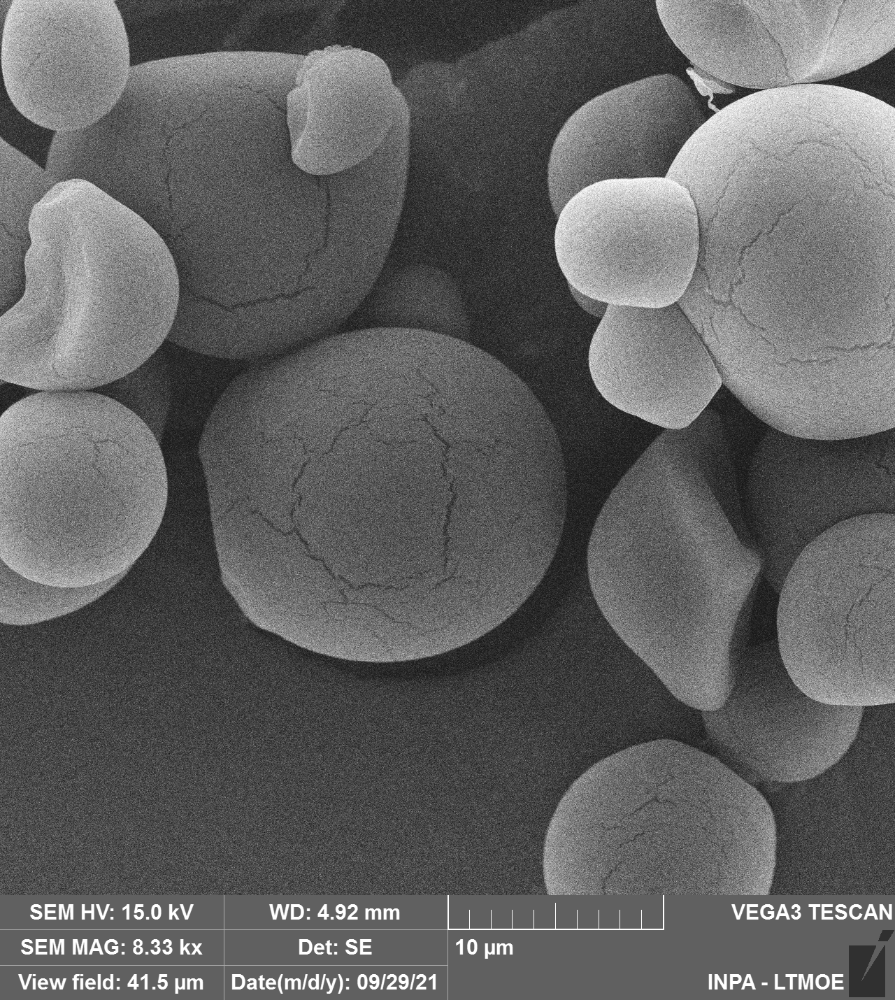 SEM HV: 15.0 kV
WD: 4.92 mm
VEGA3 TESCAN
SEM MAG: 8.33 kx
Det: SE
10 µm
View field: 41.5 µm
Date(m/d/y): 09/29/21
INPA - LTMOE